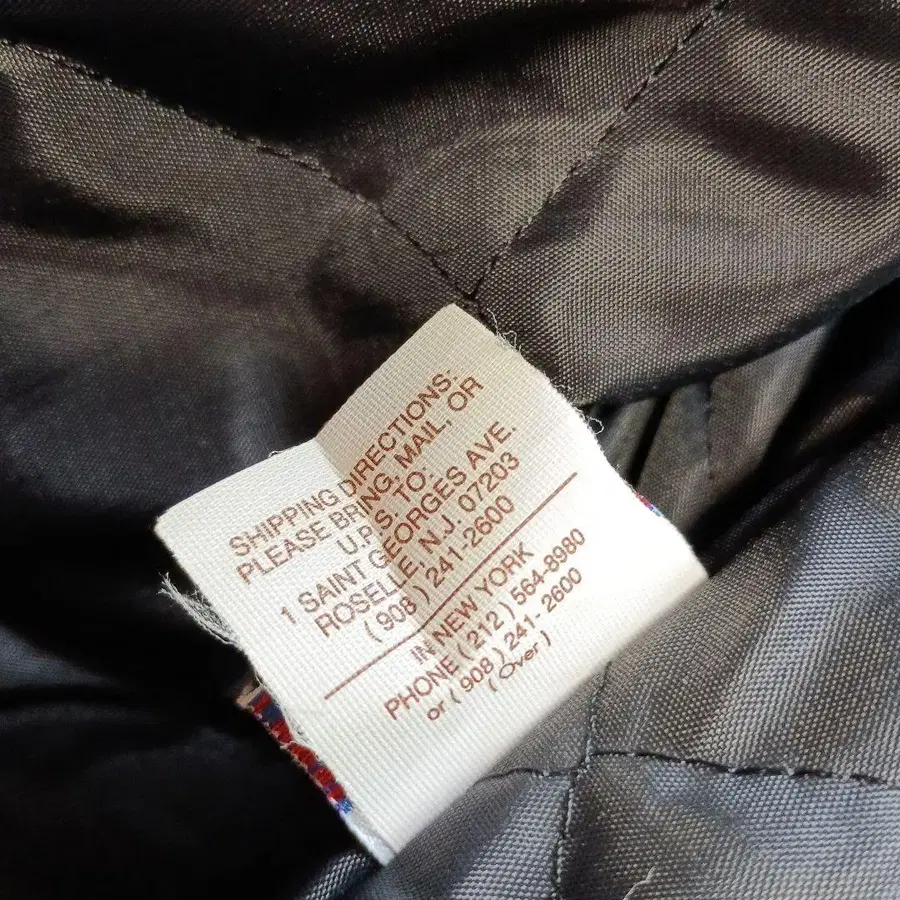 SHIPPING DIRECTIONS:
PLEASE BRING, MAIL, OR
U.P.S. TO:
1 SAINT GEORGES AVE.
ROSELLE, N.J. 07203
( 908 ) 241-2600
IN NEW YORK
PHONE ( 212 ) 564-8980
or ( 908 ) 241- 2600
( Over )